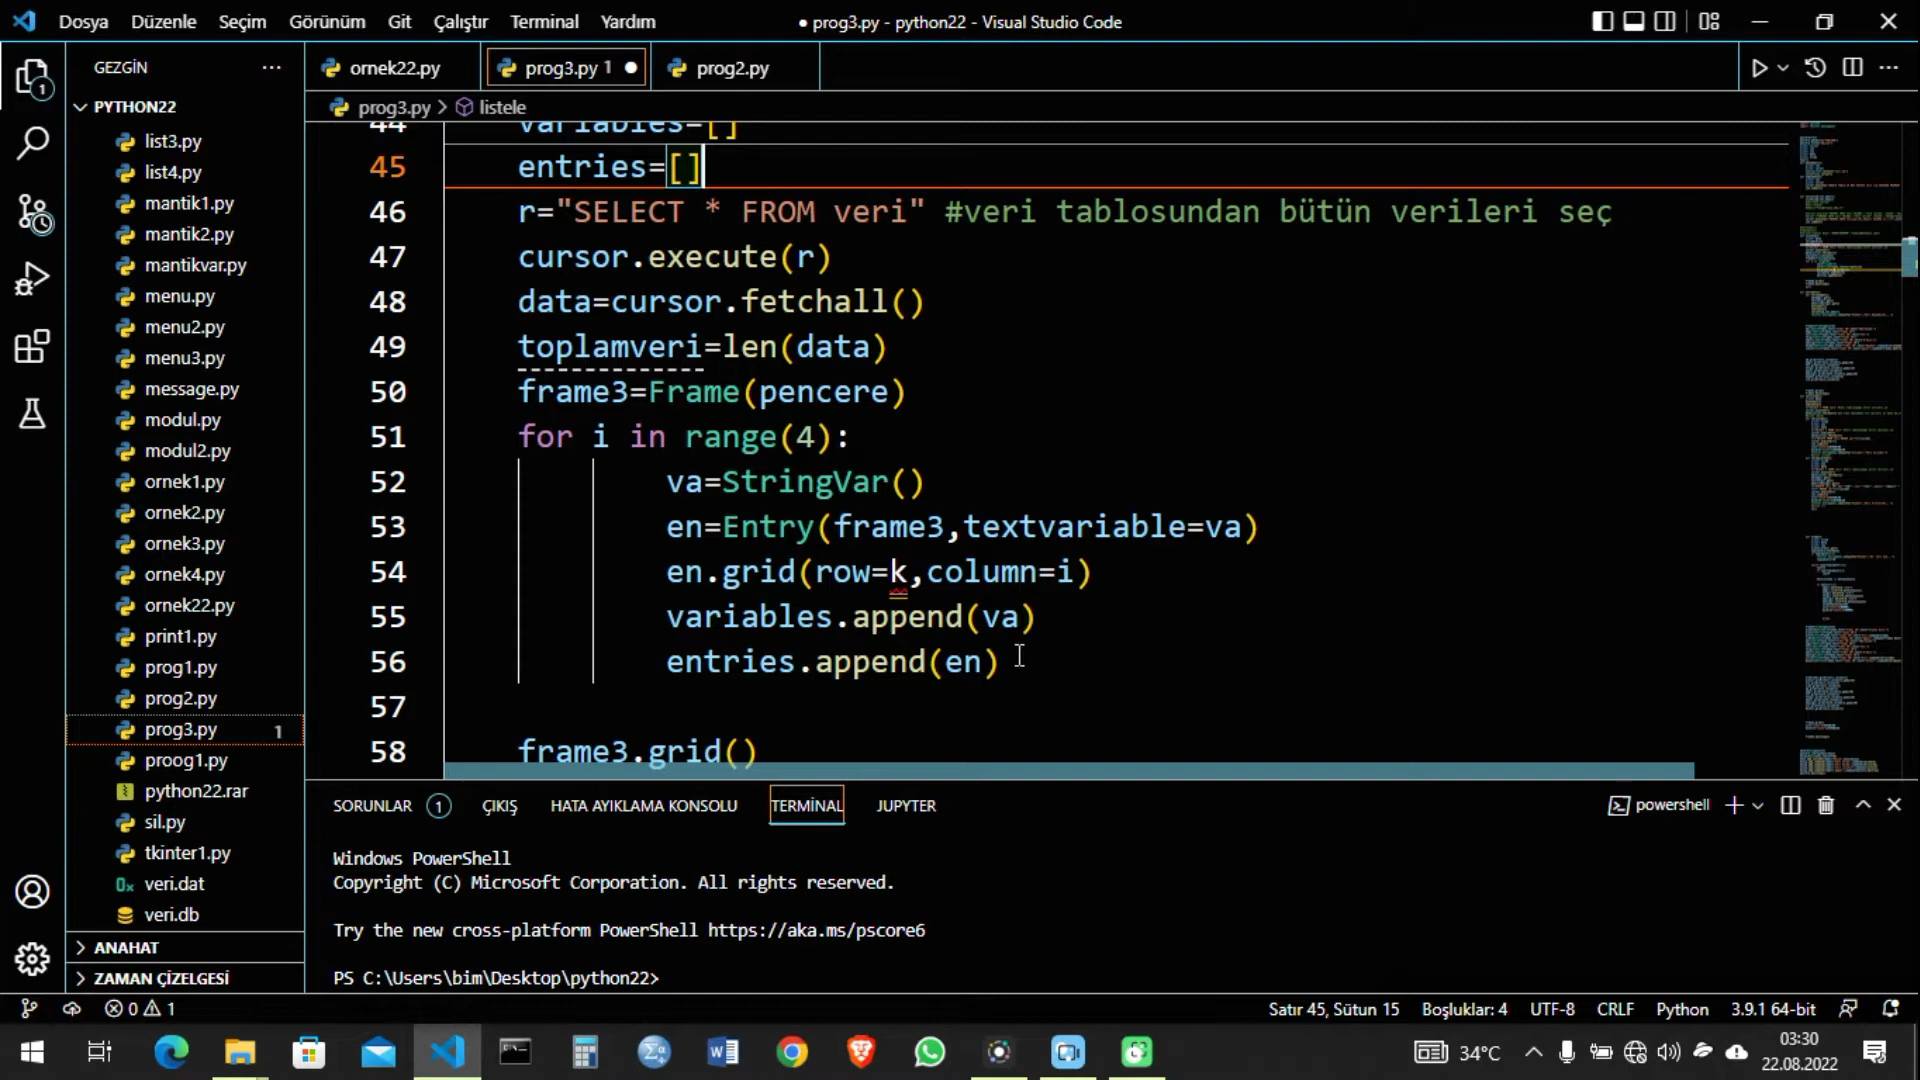 Dosya Düzenle Seçim Görünüm Git Çalıştır Terminal Yardım
● prog3.py - python22 - Visual Studio Code
GEZGİN
ornek22.py
prog3.py 1
prog2.py
PYTHON22
prog3.py > listele
list3.py
list4.py
mantik1.py
mantik2.py
mantikvar.py
menu.py
menu2.py
menu3.py
message.py
modul.py
modul2.py
ornek1.py
ornek2.py
ornek3.py
ornek4.py
ornek22.py
print1.py
prog1.py
prog2.py
prog3.py 1
proog1.py
python22.rar
sil.py
tkinter1.py
veri.dat
veri.db
ANAHAT
ZAMAN ÇİZELGESİ
44 variables=[]
45 entries=[]
46 r="SELECT * FROM veri" #veri tablosundan bütün verileri seç
47 cursor.execute(r)
48 data=cursor.fetchall()
49 toplamveri=len(data)
50 frame3=Frame(pencere)
51 for i in range(4):
52 va=StringVar()
53 en=Entry(frame3,textvariable=va)
54 en.grid(row=k,column=i)
55 variables.append(va)
56 entries.append(en)
57
58 frame3.grid()
SORUNLAR 1 ÇIKIŞ HATA AYIKLAMA KONSOLU TERMİNAL JUPYTER
powershell
Windows PowerShell
Copyright (C) Microsoft Corporation. All rights reserved.
Try the new cross-platform PowerShell https://aka.ms/pscore6
PS C:\Users\bim\Desktop\python22>
0 1
Satır 45, Sütun 15 Boşluklar: 4 UTF-8 CRLF Python 3.9.1 64-bit
34°C
03:30
22.08.2022